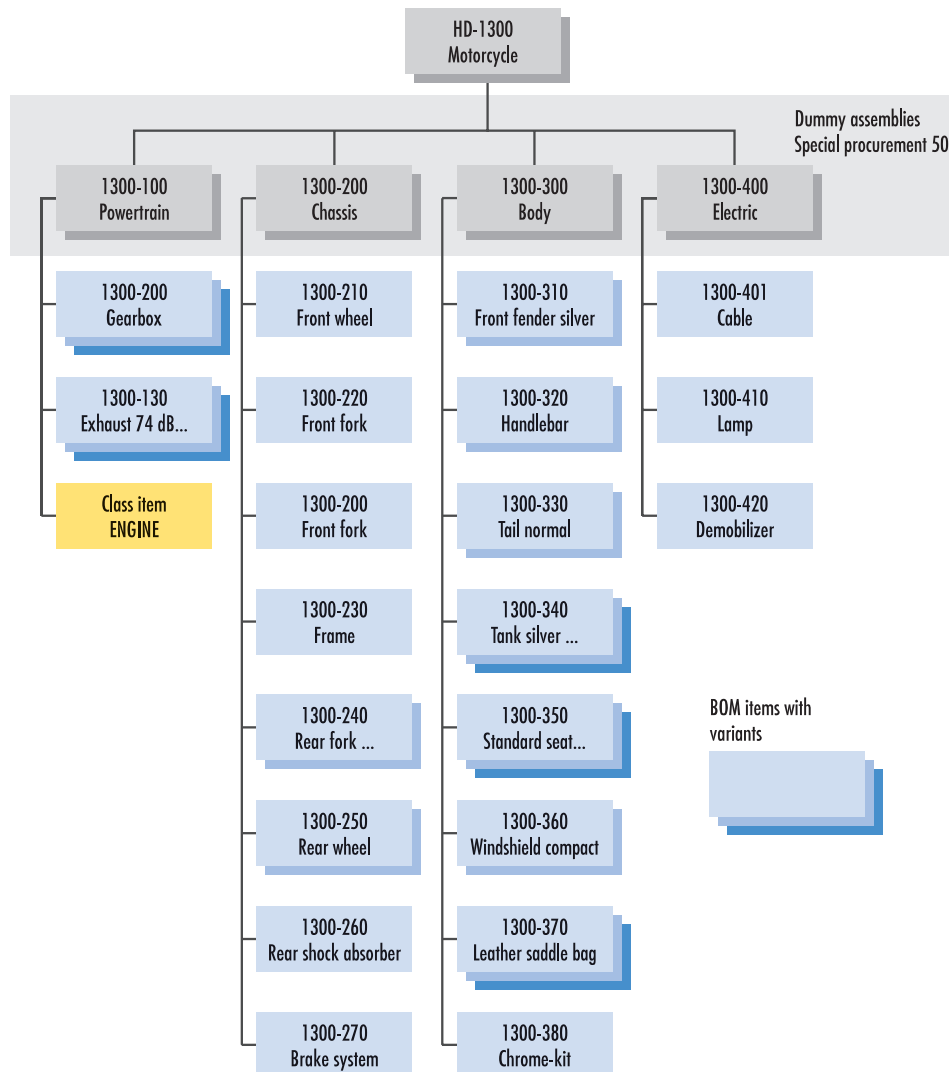 HD-1300
Motorcycle
Dummy assemblies
Special procurement 50
1300-100
Powertrain
1300-200
Chassis
1300-300
Body
1300-400
Electric
1300-200
Gearbox
1300-210
Front wheel
1300-310
Front fender silver
1300-401
Cable
1300-130
Exhaust 74 dB...
1300-220
Front fork
1300-320
Handlebar
1300-410
Lamp
Class item
ENGINE
1300-200
Front fork
1300-330
Tail normal
1300-420
Demobilizer
1300-230
Frame
1300-340
Tank silver ...
1300-240
Rear fork ...
1300-350
Standard seat...
BOM items with
variants
1300-250
Rear wheel
1300-360
Windshield compact
1300-260
Rear shock absorber
1300-370
Leather saddle bag
1300-270
Brake system
1300-380
Chrome-kit